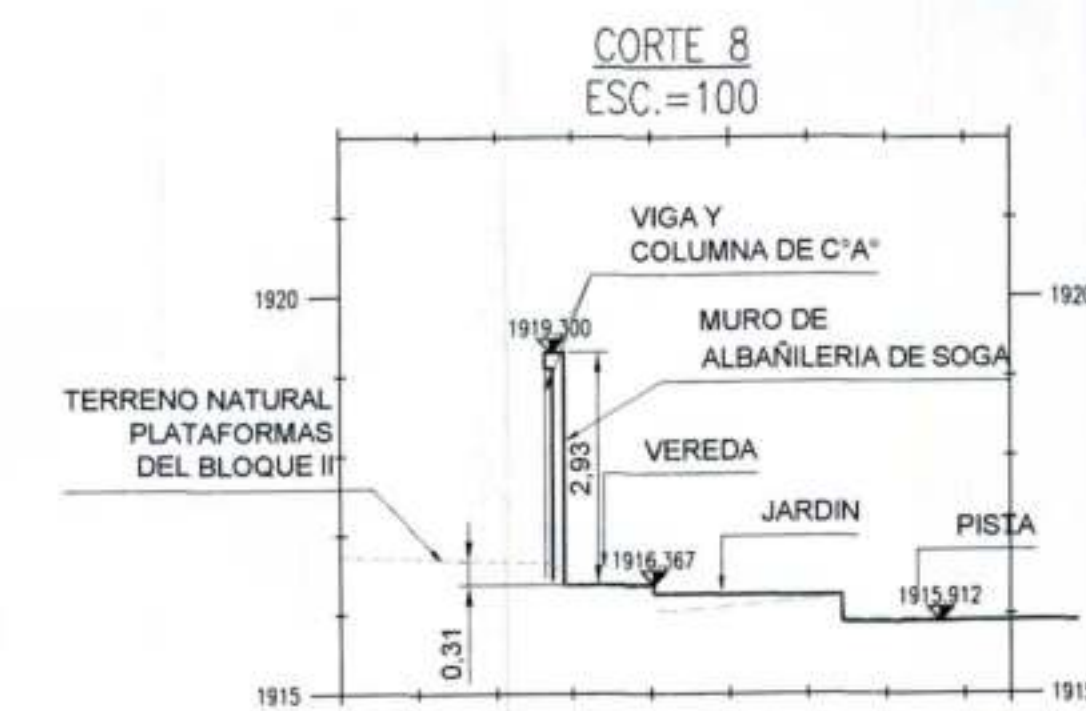 CORTE 8
ESC.=100
VIGA Y
COLUMNA DE C°A°
1920
1920
1919.300
MURO DE
ALBAÑILERIA DE SOGA
TERRENO NATURAL
PLATAFORMAS
DEL BLOQUE II
2,93
VEREDA
JARDIN
PISTA
1916.367
1915.912
0,31
1915
1915